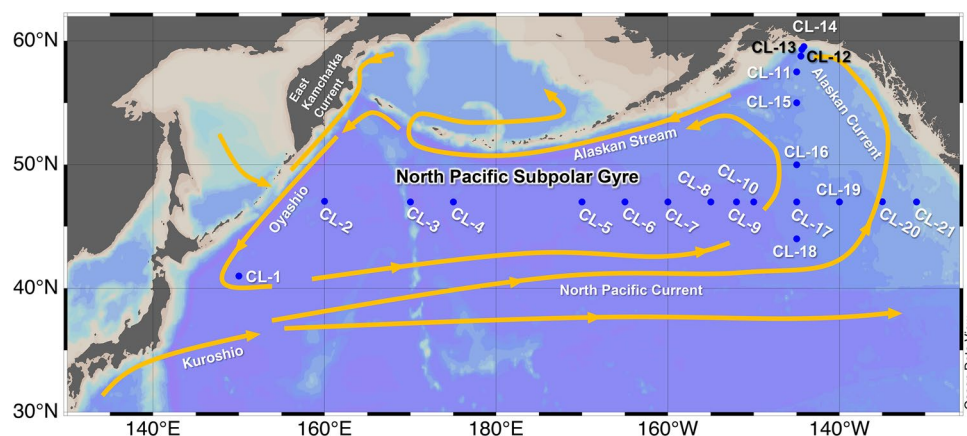 60°N
50°N
40°N
30°N
140°E
160°E
180°E
160°W
140°W
CL-14
CL-13
CL-12
CL-11
CL-15
CL-16
CL-10
CL-8
CL-19
CL-2
CL-3
CL-4
CL-5
CL-6
CL-7
CL-9
CL-17
CL-20
CL-21
CL-18
CL-1
East
Kamchatka
Current
Alaskan Current
Alaskan Stream
North Pacific Subpolar Gyre
Oyashio
North Pacific Current
Kuroshio